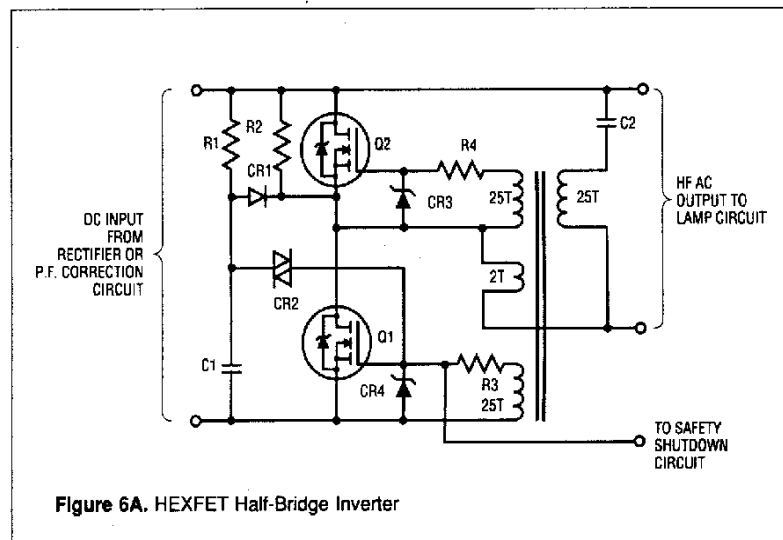 R1
R2
CR1
Q2
R4
CR3
25T
25T
C2
HF AC
OUTPUT TO
LAMP CIRCUIT
DC INPUT
FROM
RECTIFIER OR
P.F. CORRECTION
CIRCUIT
2T
CR2
C1
Q1
CR4
R3
25T
TO SAFETY
SHUTDOWN
CIRCUIT
Figure 6A. HEXFET Half-Bridge Inverter